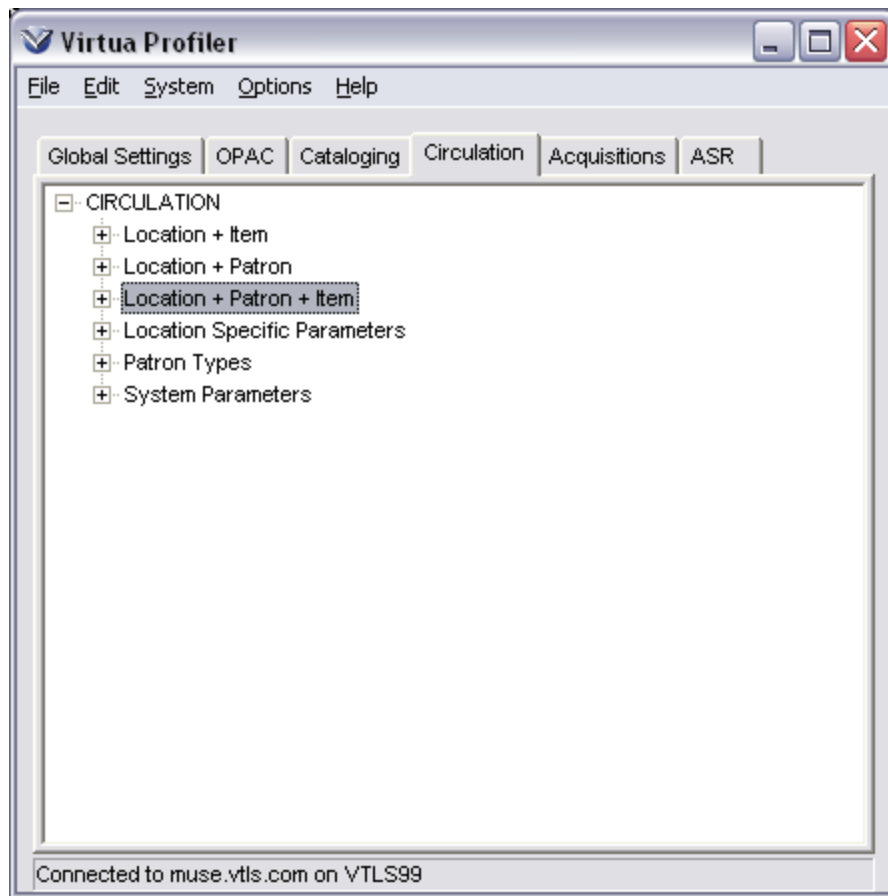 Virtua Profiler
File Edit System Options Help
Global Settings OPAC Cataloging Circulation Acquisitions ASR
CIRCULATION
Location + Item
Location + Patron
Location + Patron + Item
Location Specific Parameters
Patron Types
System Parameters
Connected to muse.vtls.com on VTLS99